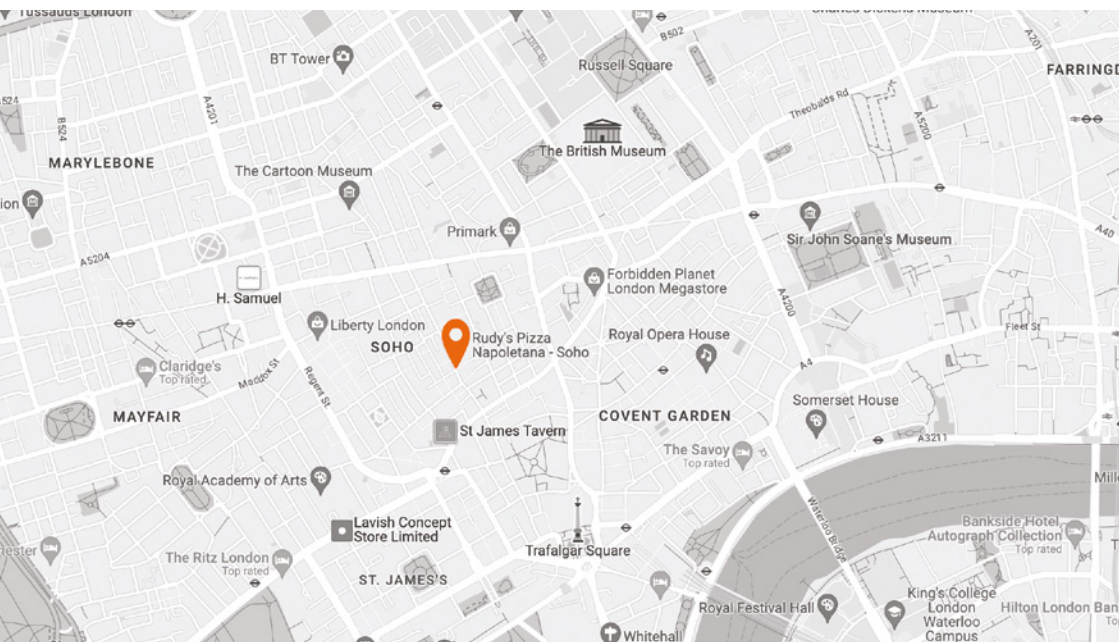 Tussauds London
B502
BT Tower
Russell Square
A201
FARRINGD
A4201
B524
Theobalds Rd
A5200
The British Museum
MARYLEBONE
The Cartoon Museum
ion
Primark
Sir John Soane's Museum
A40
A5204
H. Samuel
Forbidden Planet
London Megastore
A4200
Liberty London
SOHO
Rudy's Pizza
Napoletana - Soho
Royal Opera House
Fleet St
Claridge's
Top rated
Maddox St
Regent St
A4
MAYFAIR
COVENT GARDEN
Somerset House
St James Tavern
A3211
The Savoy
Top rated
Royal Academy of Arts
Mille
Waterloo Bridge
Lavish Concept
Store Limited
Bankside Hotel,
Autograph Collection
Top rated
The Ritz London
Top rated
Trafalgar Square
ST. JAMES'S
King's College
London
Waterloo
Campus
Royal Festival Hall
Hilton London Ban
Whitehall